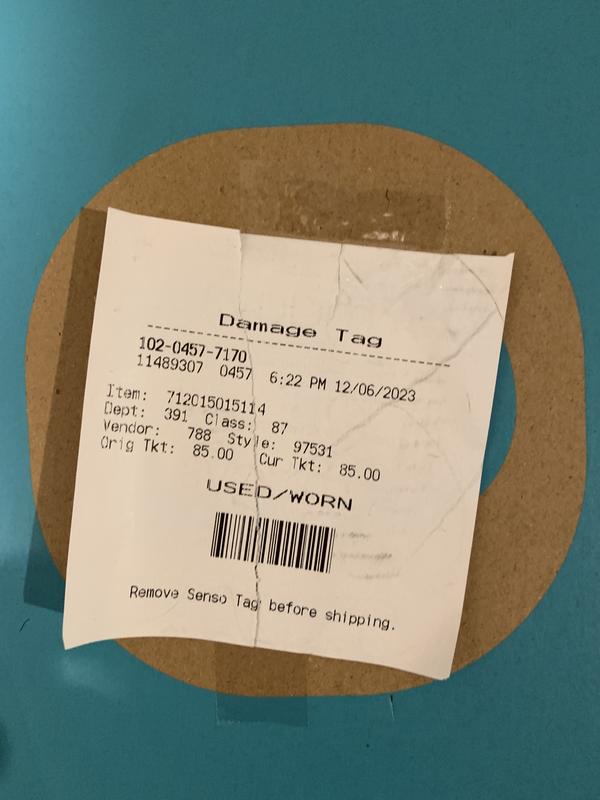 Damage Tag
--------------------------------
102-0457-7170
11489307 0457 6:22 PM 12/06/2023
Item: 712015015114
Dept: 391 Class: 87
Vendor: 788 Style: 97531
Orig Tkt: 85.00 Cur Tkt: 85.00
USED/WORN
Remove Senso Tag before shipping.